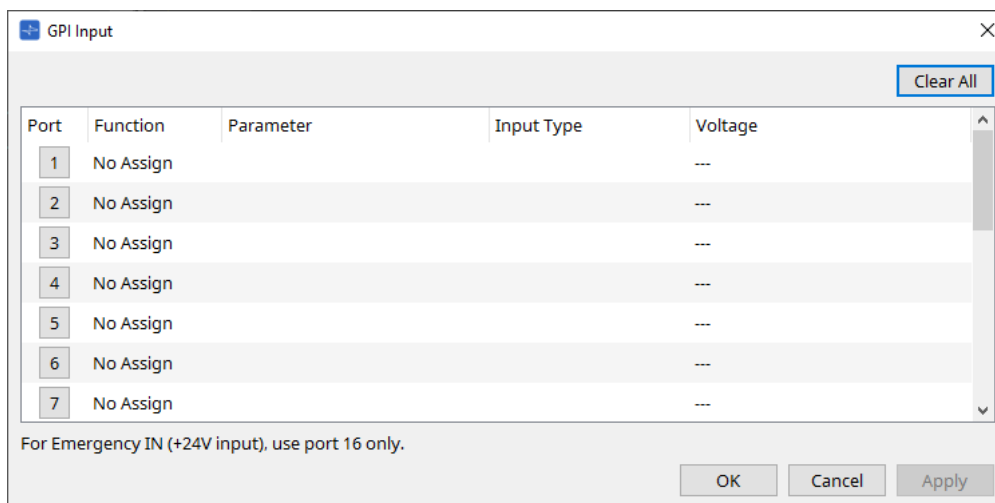 GPI Input
Clear All
Port Function Parameter Input Type Voltage
1 No Assign ---
2 No Assign ---
3 No Assign ---
4 No Assign ---
5 No Assign ---
6 No Assign ---
7 No Assign ---
For Emergency IN (+24V input), use port 16 only.
OK Cancel Apply